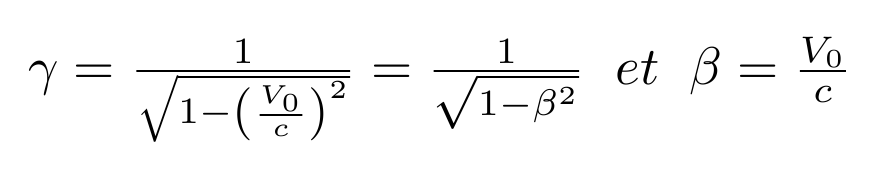 γ = 1/√(1−(V₀/c)²) = 1/√(1−β²) et β = V₀/c